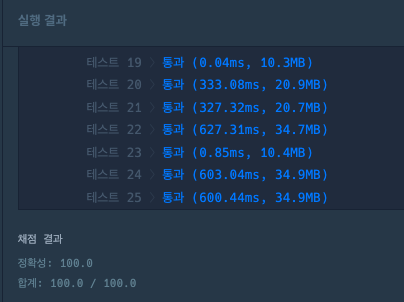 실행 결과
테스트 19 〉 통과 (0.04ms, 10.3MB)
테스트 20 〉 통과 (333.08ms, 20.9MB)
테스트 21 〉 통과 (327.32ms, 20.7MB)
테스트 22 〉 통과 (627.31ms, 34.7MB)
테스트 23 〉 통과 (0.85ms, 10.4MB)
테스트 24 〉 통과 (603.04ms, 34.9MB)
테스트 25 〉 통과 (600.44ms, 34.9MB)
채점 결과
정확성: 100.0
합계: 100.0 / 100.0